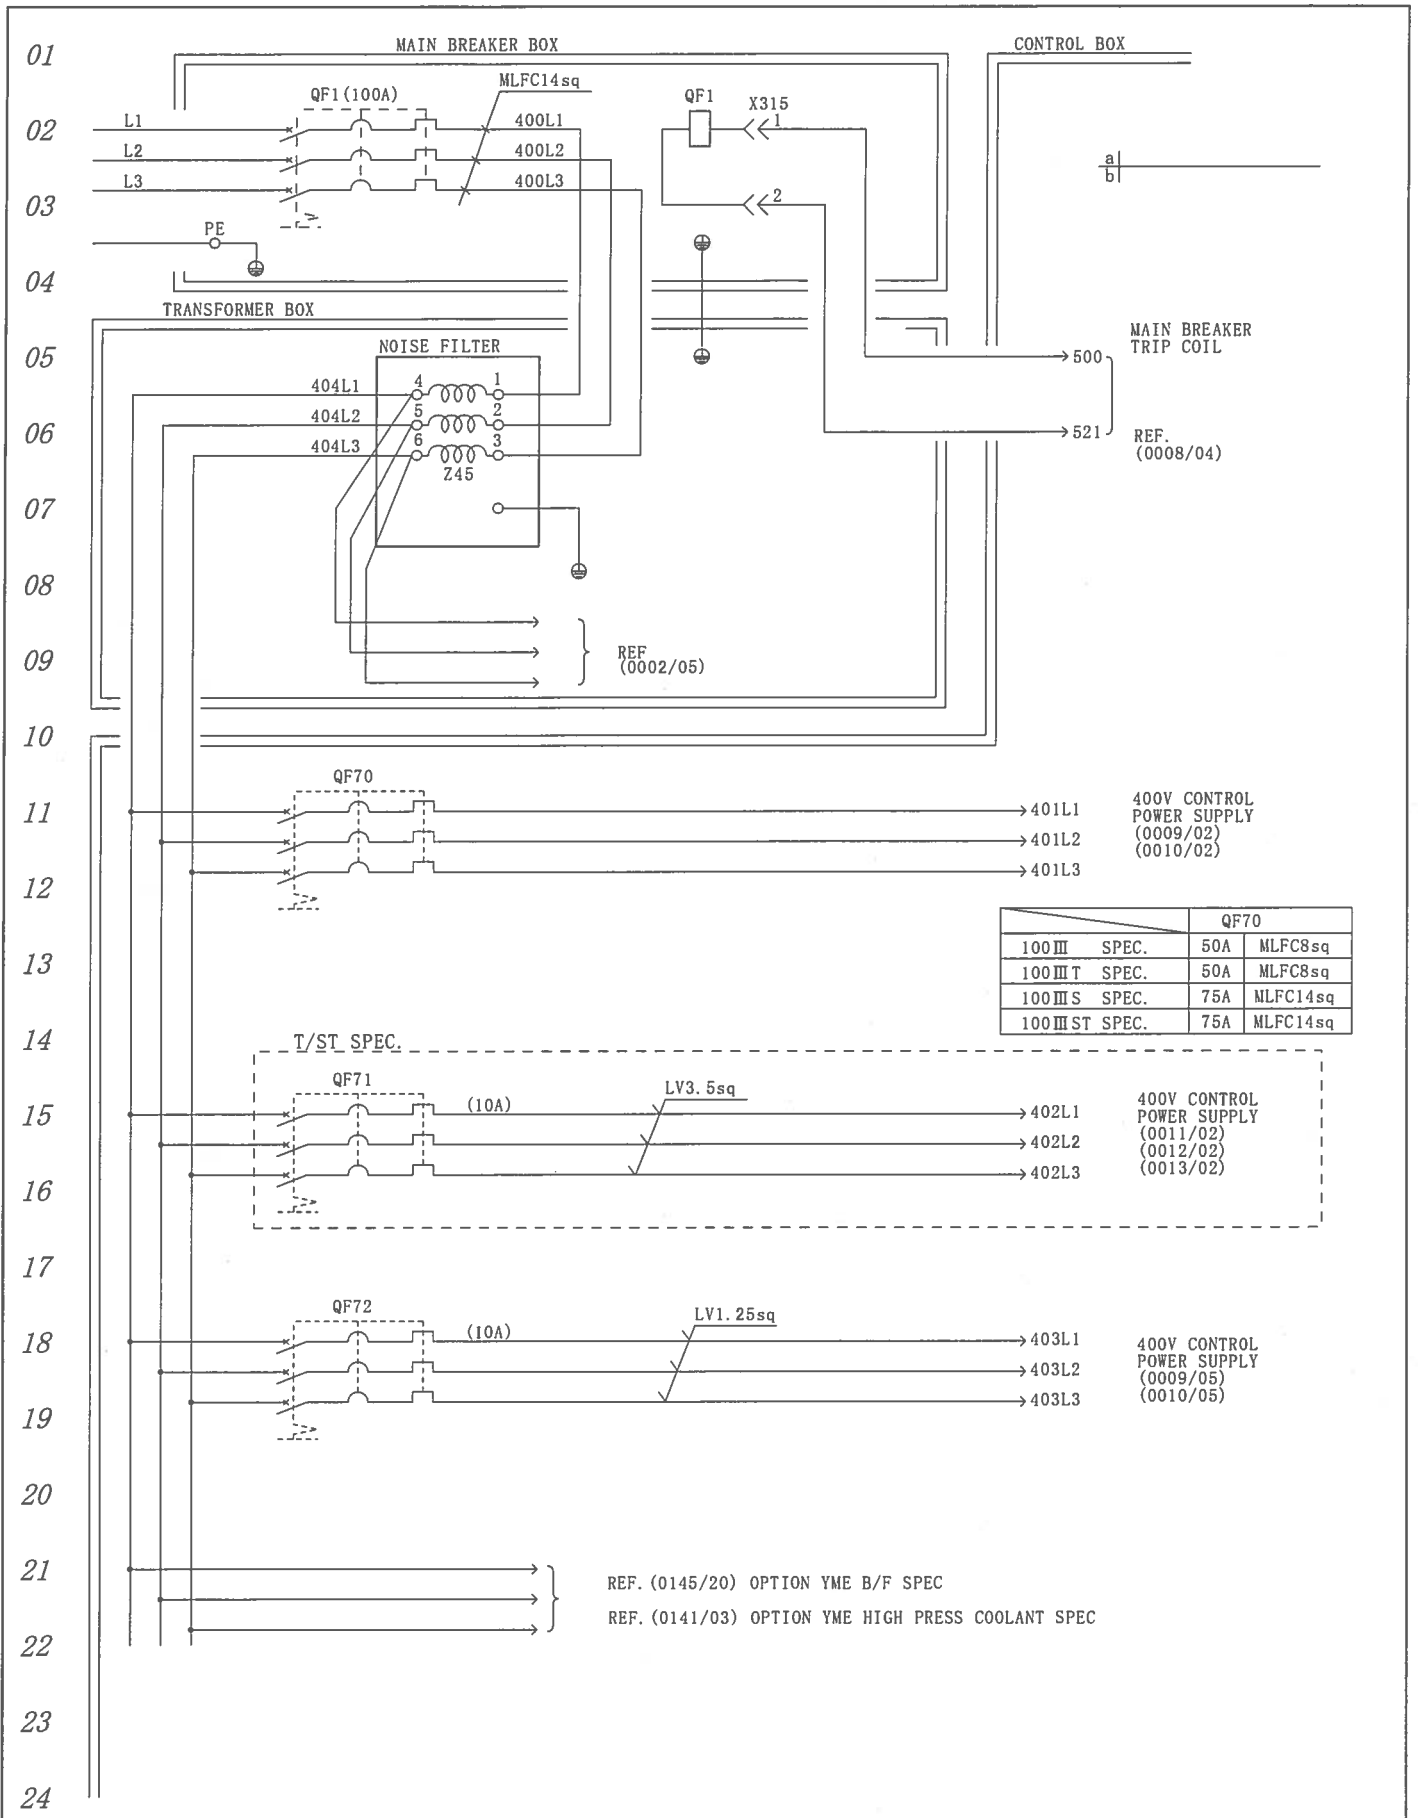 01
MAIN BREAKER BOX
CONTROL BOX
MLFC14sq
QF1(100A)
QF1
X315
02
L1
400L1
1
L2
400L2
a
b
L3
400L3
2
03
PE
04
TRANSFORMER BOX
MAIN BREAKER
TRIP COIL
05
NOISE FILTER
500
404L1
4
1
404L2
5
2
06
521
REF.
(0008/04)
404L3
6
3
Z45
07
08
09
REF
(0002/05)
10
QF70
11
401L1
400V CONTROL
POWER SUPPLY
(0009/02)
(0010/02)
401L2
401L3
12
QF70
100Ⅲ SPEC. 50A MLFC8sq
100ⅢT SPEC. 50A MLFC8sq
100ⅢS SPEC. 75A MLFC14sq
100ⅢST SPEC. 75A MLFC14sq
13
14
T/ST SPEC.
QF71
LV3.5sq
15
(10A)
402L1
400V CONTROL
POWER SUPPLY
(0011/02)
(0012/02)
(0013/02)
402L2
402L3
16
17
QF72
LV1.25sq
18
(10A)
403L1
400V CONTROL
POWER SUPPLY
(0009/05)
(0010/05)
403L2
403L3
19
20
21
REF.(0145/20) OPTION YME B/F SPEC
REF.(0141/03) OPTION YME HIGH PRESS COOLANT SPEC
22
23
24